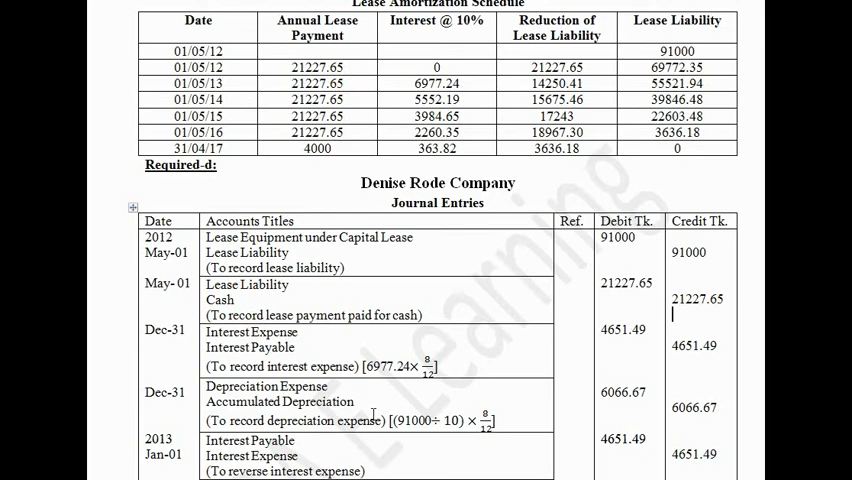 Lease Amortization Schedule
Date Annual Lease Payment Interest @ 10% Reduction of Lease Liability Lease Liability
01/05/12 91000
01/05/12 21227.65 0 21227.65 69772.35
01/05/13 21227.65 6977.24 14250.41 55521.94
01/05/14 21227.65 5552.19 15675.46 39846.48
01/05/15 21227.65 3984.65 17243 22603.48
01/05/16 21227.65 2260.35 18967.30 3636.18
31/04/17 4000 363.82 3636.18 0
Required-d:
Denise Rode Company
Journal Entries
Date Accounts Titles Ref. Debit Tk. Credit Tk.
2012 Lease Equipment under Capital Lease 91000
May-01 Lease Liability 91000
(To record lease liability)
May- 01 Lease Liability 21227.65
Cash 21227.65
(To record lease payment paid for cash)
Dec-31 Interest Expense 4651.49
Interest Payable 4651.49
(To record interest expense) [6977.24× 8/12]
Dec-31 Depreciation Expense 6066.67
Accumulated Depreciation 6066.67
(To record depreciation expense) [(91000÷ 10) × 8/12]
2013 Interest Payable 4651.49
Jan-01 Interest Expense 4651.49
(To reverse interest expense)
E Learning